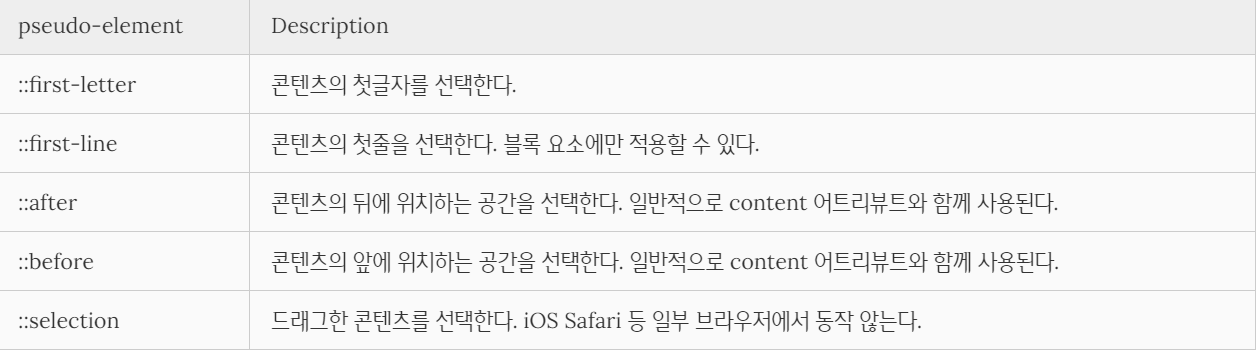 pseudo-element Description
::first-letter 콘텐츠의 첫글자를 선택한다.
::first-line 콘텐츠의 첫줄을 선택한다. 블록 요소에만 적용할 수 있다.
::after 콘텐츠의 뒤에 위치하는 공간을 선택한다. 일반적으로 content 어트리뷰트와 함께 사용된다.
::before 콘텐츠의 앞에 위치하는 공간을 선택한다. 일반적으로 content 어트리뷰트와 함께 사용된다.
::selection 드래그한 콘텐츠를 선택한다. iOS Safari 등 일부 브라우저에서 동작 않는다.